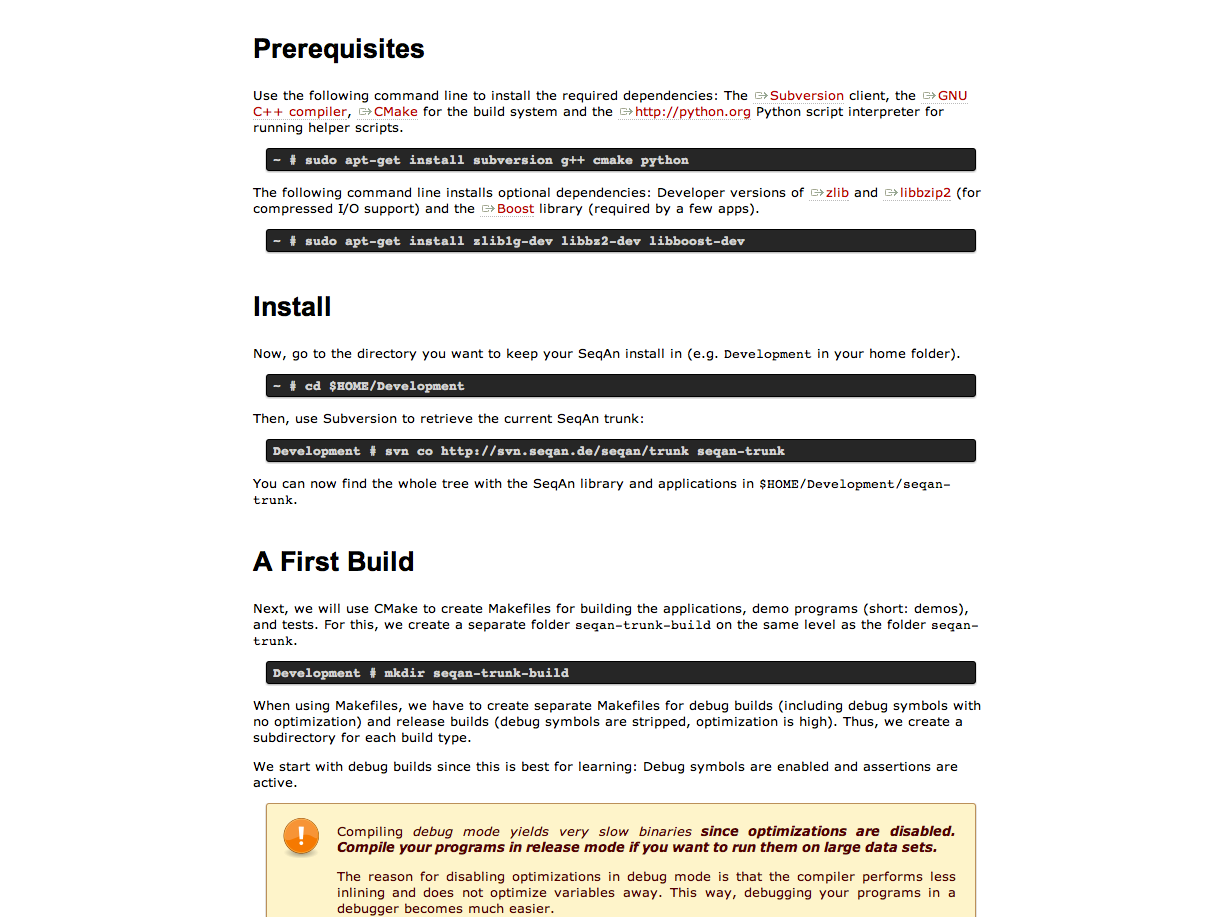 Prerequisites
Use the following command line to install the required dependencies: The Subversion client, the GNU
C++ compiler, CMake for the build system and the http://python.org Python script interpreter for
running helper scripts.
~ # sudo apt-get install subversion g++ cmake python
The following command line installs optional dependencies: Developer versions of zlib and libbzip2 (for
compressed I/O support) and the Boost library (required by a few apps).
~ # sudo apt-get install zlib1g-dev libbz2-dev libboost-dev
Install
Now, go to the directory you want to keep your SeqAn install in (e.g. Development in your home folder).
~ # cd $HOME/Development
Then, use Subversion to retrieve the current SeqAn trunk:
Development # svn co http://svn.seqan.de/seqan/trunk seqan-trunk
You can now find the whole tree with the SeqAn library and applications in $HOME/Development/seqan-
trunk.
A First Build
Next, we will use CMake to create Makefiles for building the applications, demo programs (short: demos),
and tests. For this, we create a separate folder seqan-trunk-build on the same level as the folder seqan-
trunk.
Development # mkdir seqan-trunk-build
When using Makefiles, we have to create separate Makefiles for debug builds (including debug symbols with
no optimization) and release builds (debug symbols are stripped, optimization is high). Thus, we create a
subdirectory for each build type.
We start with debug builds since this is best for learning: Debug symbols are enabled and assertions are
active.
Compiling debug mode yields very slow binaries since optimizations are disabled.
Compile your programs in release mode if you want to run them on large data sets.
The reason for disabling optimizations in debug mode is that the compiler performs less
inlining and does not optimize variables away. This way, debugging your programs in a
debugger becomes much easier.